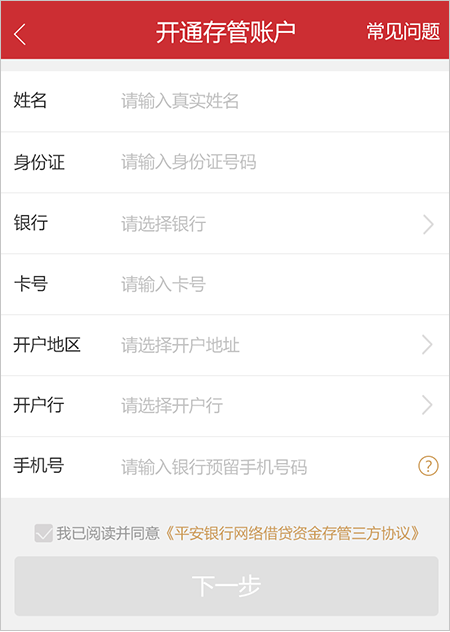 开通存管账户 常见问题
姓名 请输入真实姓名
身份证 请输入身份证号码
银行 请选择银行
卡号 请输入卡号
开户地区 请选择开户地址
开户行 请选择开户行
手机号 请输入银行预留手机号码 ?
我已阅读并同意《平安银行网络借贷资金存管三方协议》
下一步